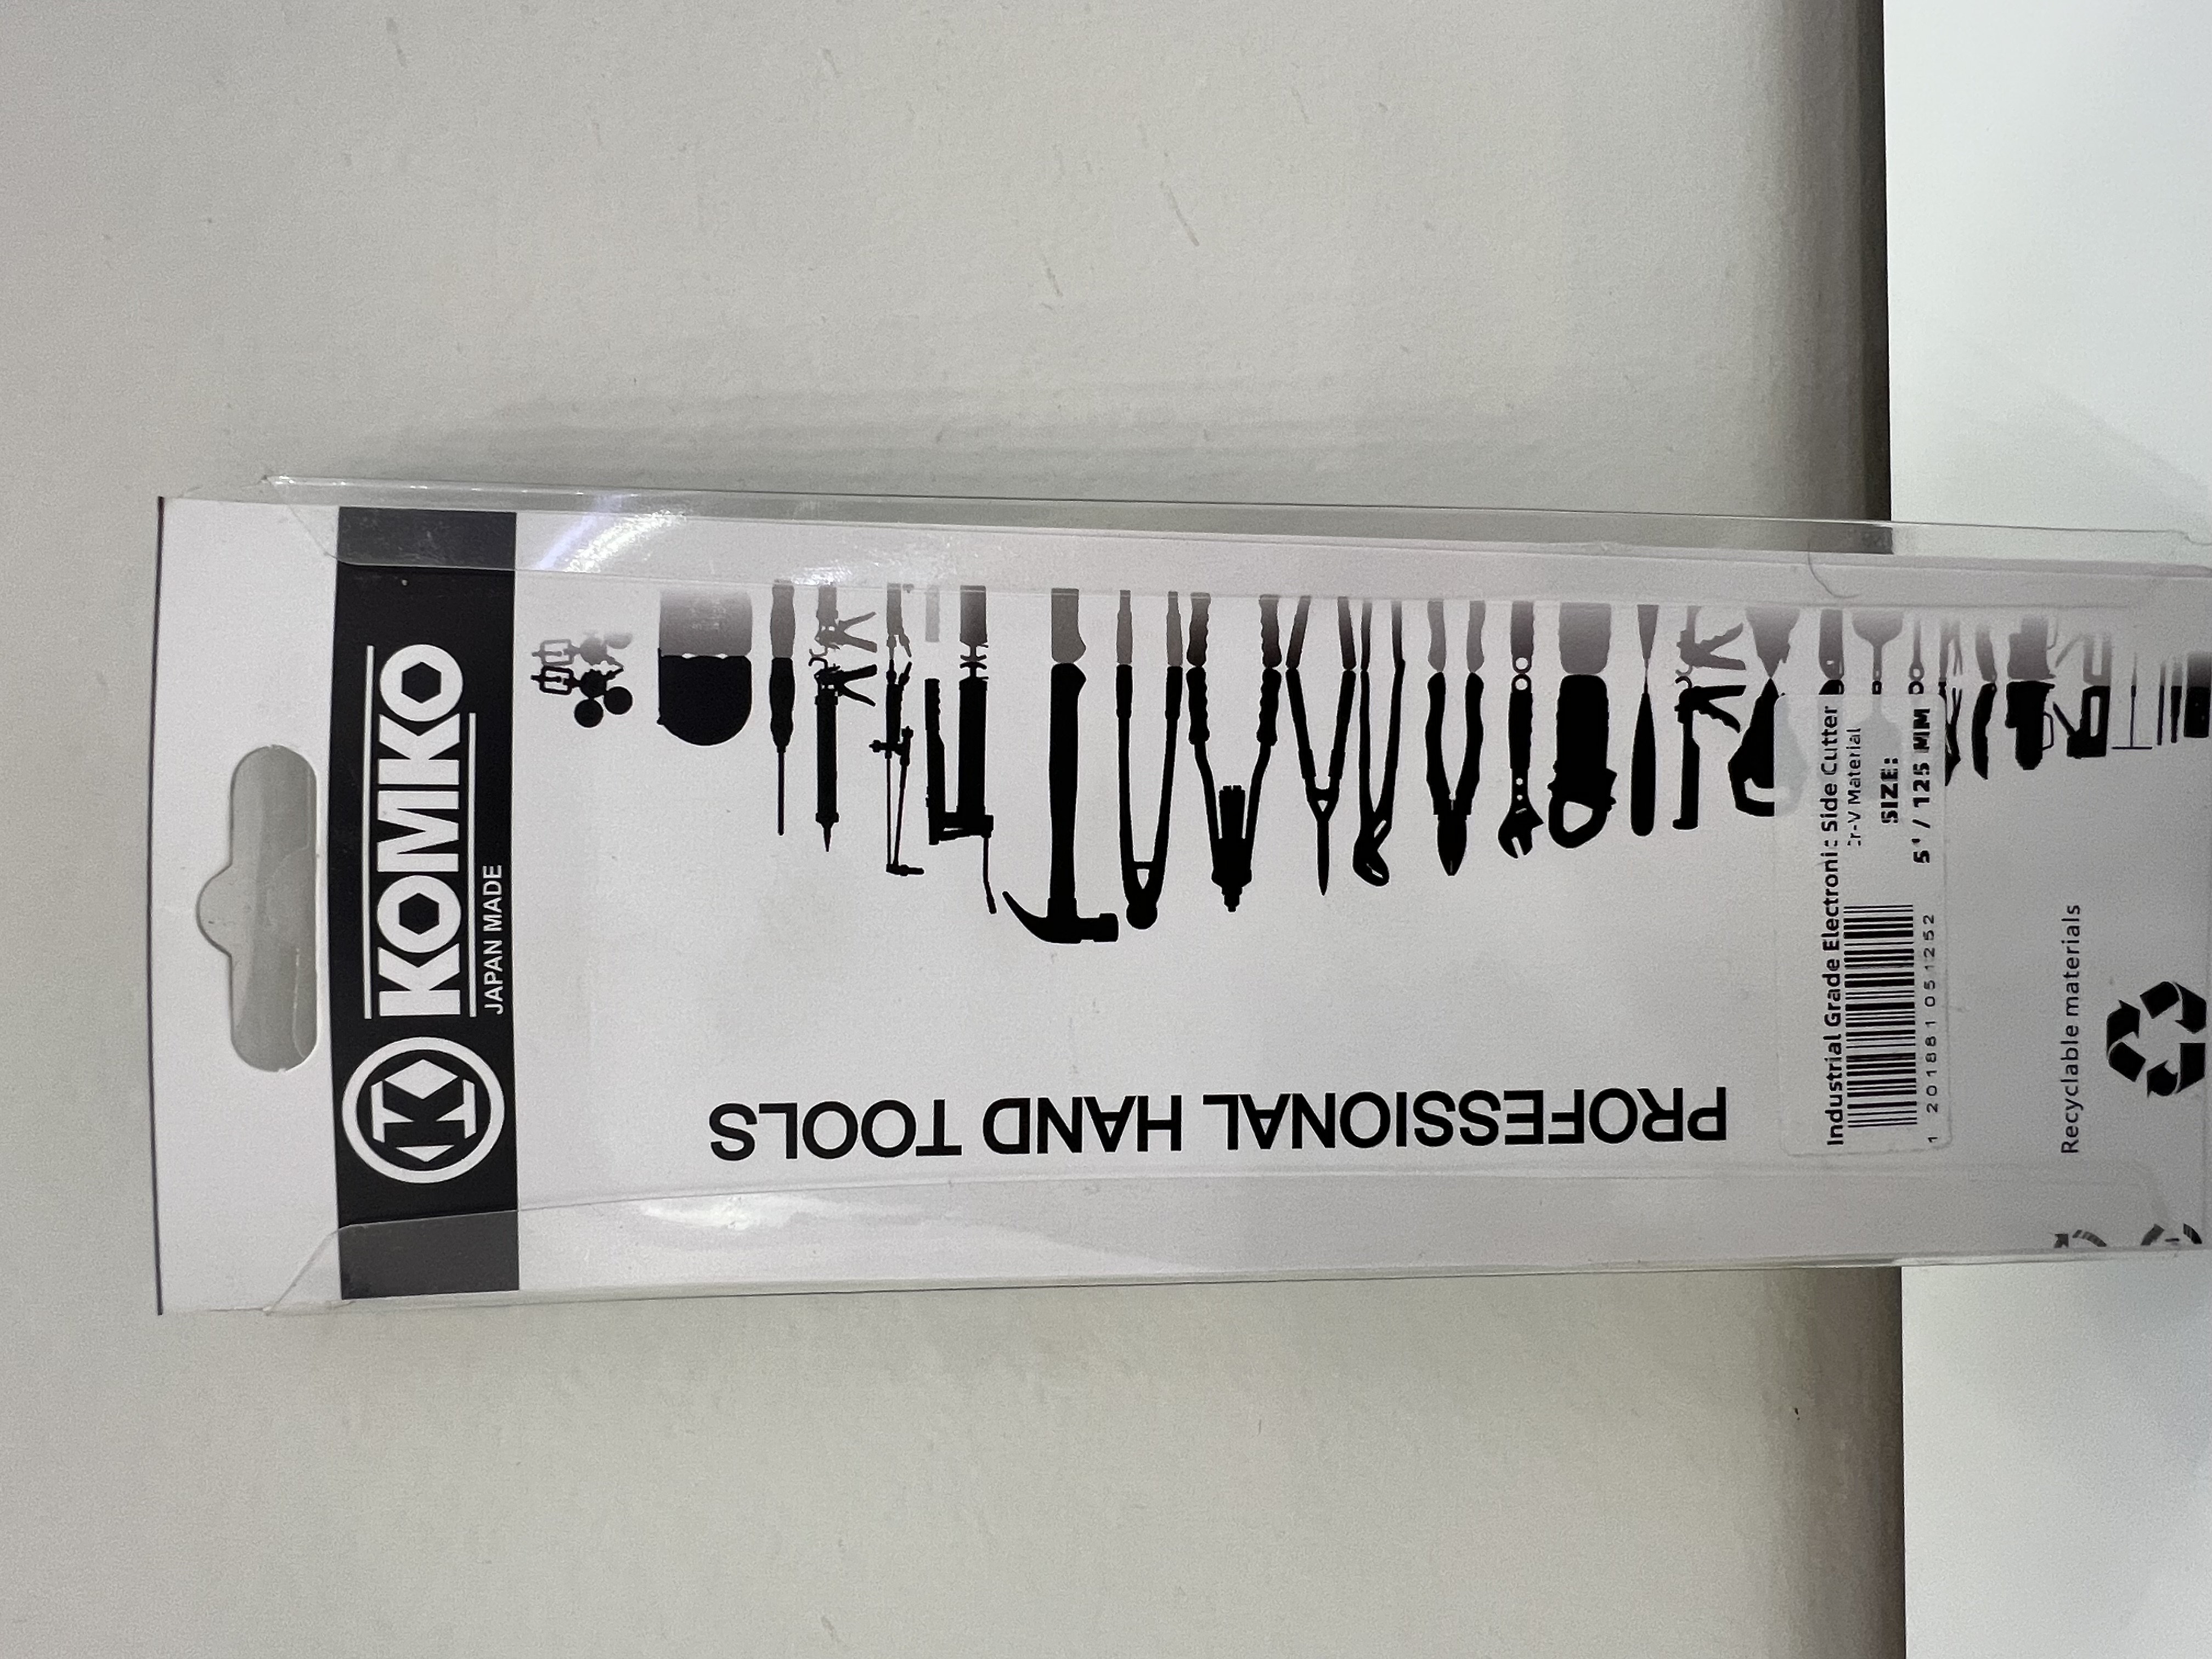 KOMKO
JAPAN MADE
PROFESSIONAL HAND TOOLS
Industrial Grade Electronic Side Cutter
Cr-V Material
SIZE:
5' / 125 MM
1 201881 051252
Recyclable materials